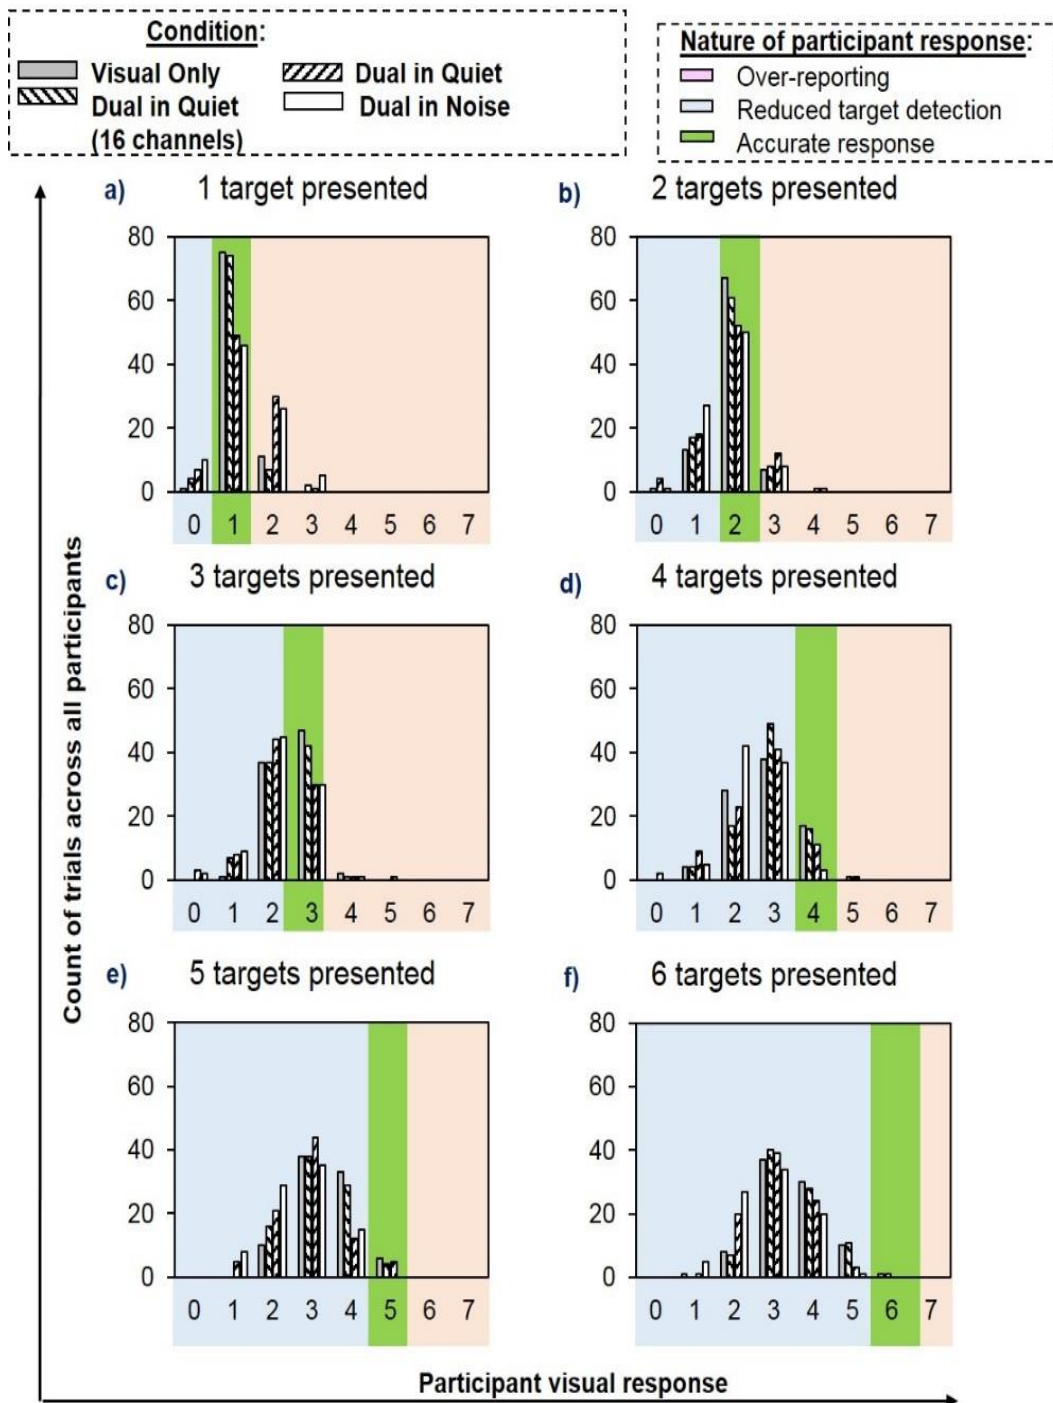 Condition:
Visual Only
Dual in Quiet
Dual in Quiet
(16 channels)
Dual in Noise
Nature of participant response:
Over-reporting
Reduced target detection
Accurate response
Count of trials across all participants
a) 1 target presented
80
60
40
20
0
0 1 2 3 4 5 6 7
b) 2 targets presented
80
60
40
20
0
0 1 2 3 4 5 6 7
c) 3 targets presented
80
60
40
20
0
0 1 2 3 4 5 6 7
d) 4 targets presented
80
60
40
20
0
0 1 2 3 4 5 6 7
e) 5 targets presented
80
60
40
20
0
0 1 2 3 4 5 6 7
f) 6 targets presented
80
60
40
20
0
0 1 2 3 4 5 6 7
Participant visual response